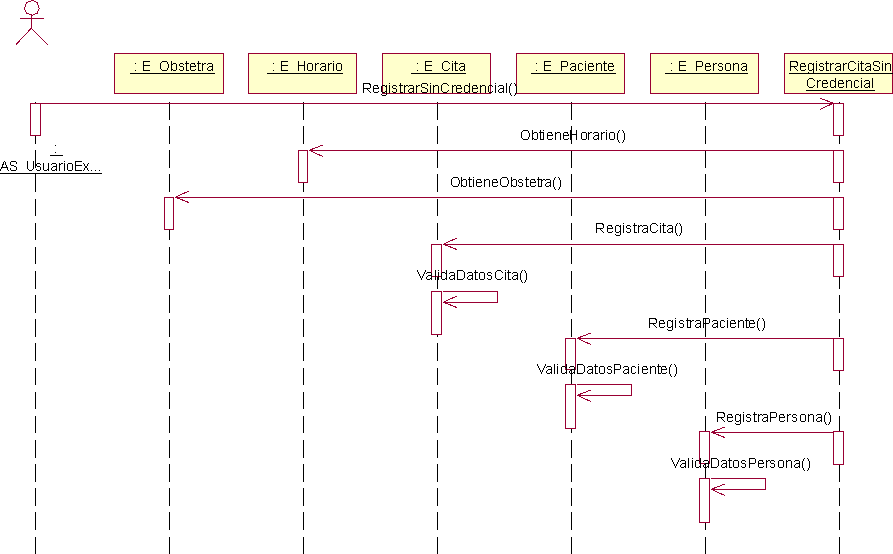 : E_Obstetra
: E_Horario
: E_Cita
: E_Paciente
: E_Persona
RegistrarCitaSin
Credencial
RegistrarSinCredencial()
:
AS_UsuarioEx...
ObtieneHorario()
ObtieneObstetra()
RegistraCita()
ValidaDatosCita()
RegistraPaciente()
ValidaDatosPaciente()
RegistraPersona()
ValidaDatosPersona()